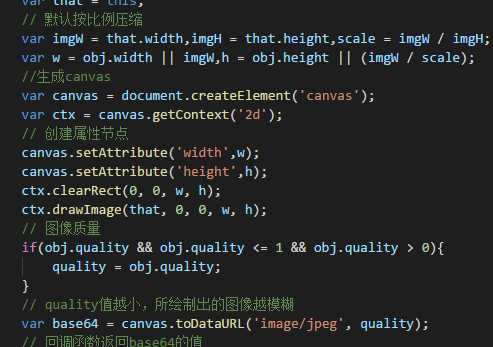 var that = this;
// 默认按比例压缩
var imgW = that.width,imgH = that.height,scale = imgW / imgH;
var w = obj.width || imgW,h = obj.height || (imgW / scale);
//生成canvas
var canvas = document.createElement('canvas');
var ctx = canvas.getContext('2d');
// 创建属性节点
canvas.setAttribute('width',w);
canvas.setAttribute('height',h);
ctx.clearRect(0, 0, w, h);
ctx.drawImage(that, 0, 0, w, h);
// 图像质量
if(obj.quality && obj.quality <= 1 && obj.quality > 0){
quality = obj.quality;
}
// quality值越小，所绘制出的图像越模糊
var base64 = canvas.toDataURL('image/jpeg', quality);
// 回调函数返回base64的值